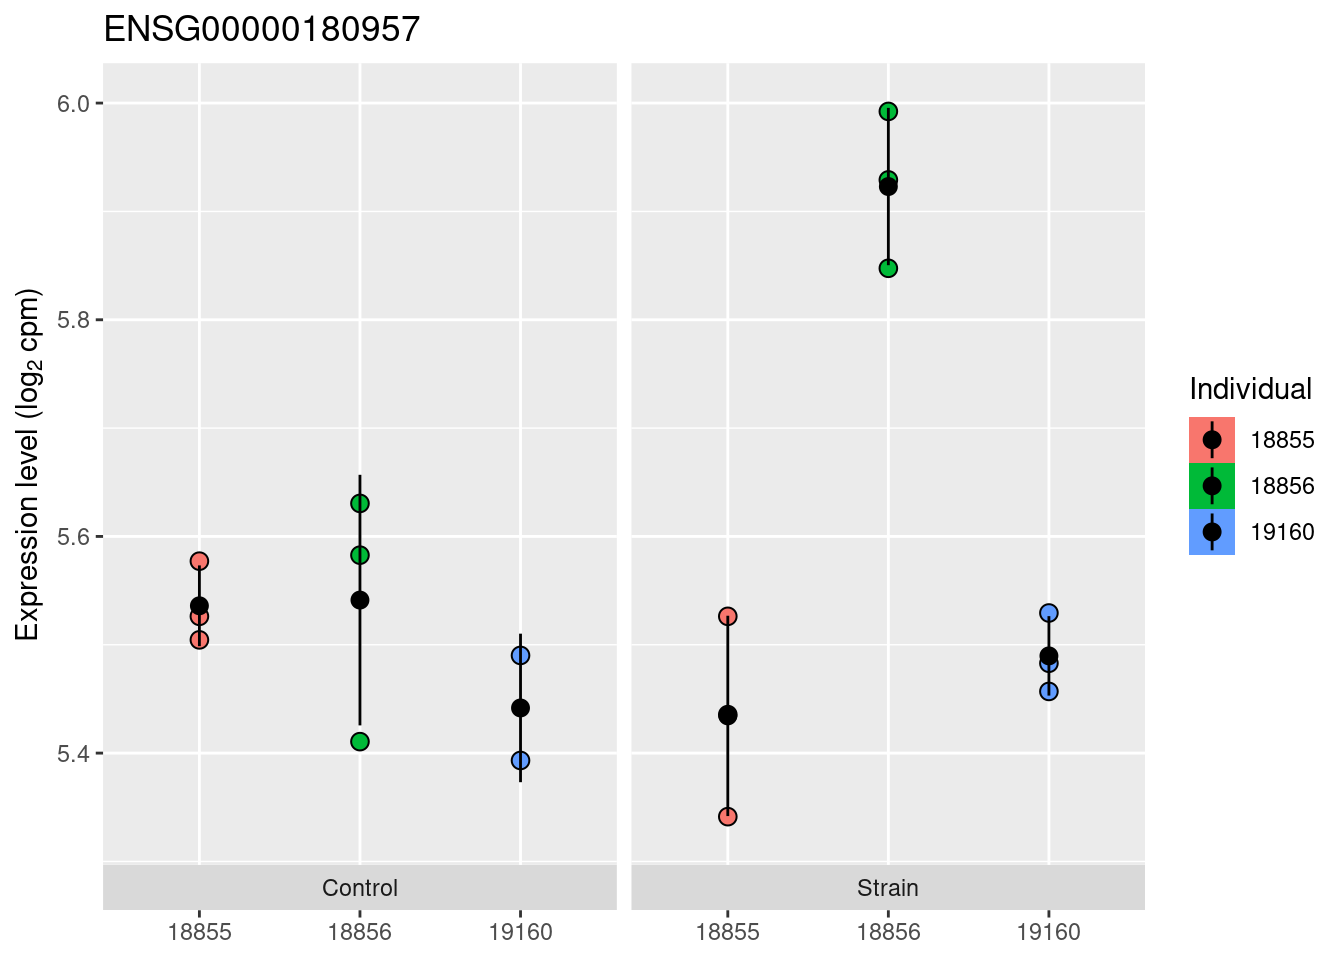 ENSG00000180957
Expression level (log₂ cpm)
6.0
5.8
5.6
5.4
Control
Strain
18855
18856
19160
18855
18856
19160
Individual
18855
18856
19160